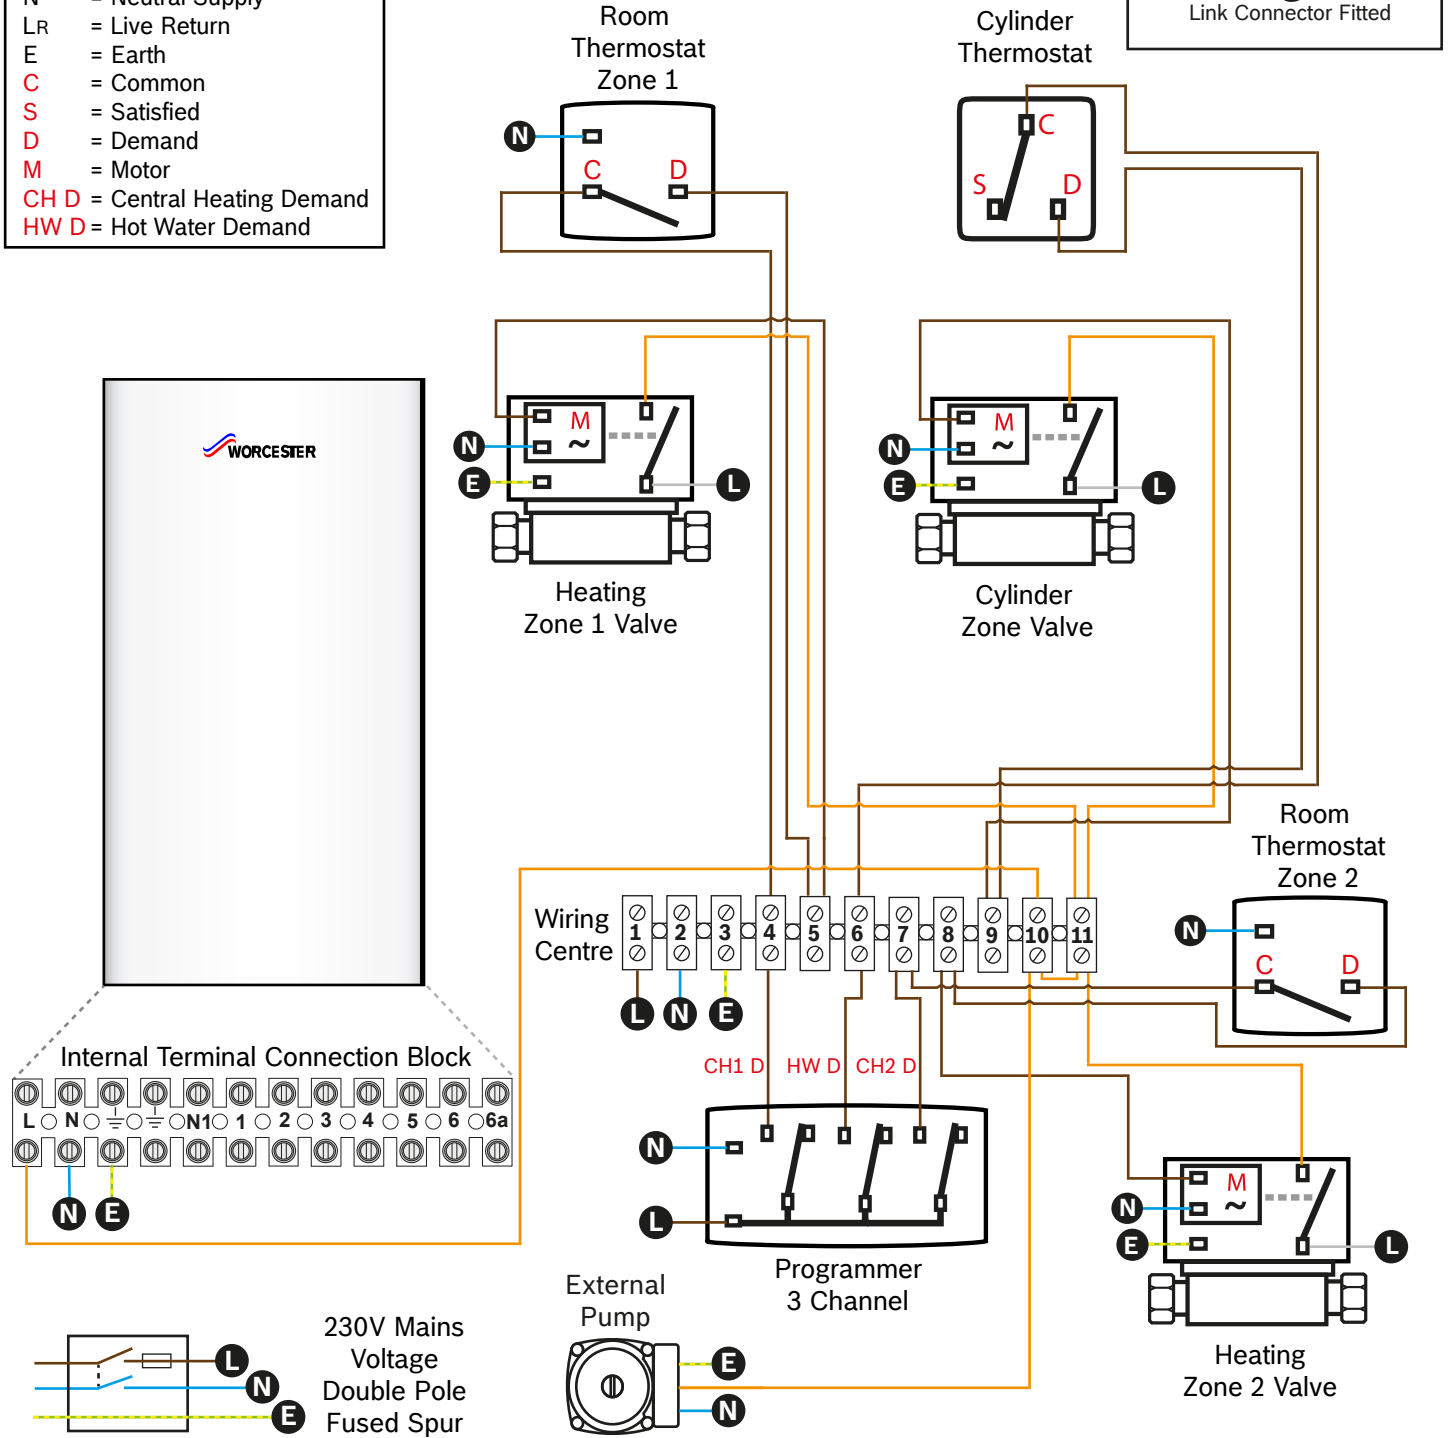 N = Neutral Supply
LR = Live Return
E = Earth
C = Common
S = Satisfied
D = Demand
M = Motor
CH D = Central Heating Demand
HW D = Hot Water Demand
Room
Thermostat
Zone 1
N
C D
Cylinder
Thermostat
C
S D
Link Connector Fitted
WORCESTER
M
~
N
E
L
Heating
Zone 1 Valve
M
~
N
E
L
Cylinder
Zone Valve
Room
Thermostat
Zone 2
N
C D
Wiring
Centre
1 2 3 4 5 6 7 8 9 10 11
L N E
Internal Terminal Connection Block
L N N1 1 2 3 4 5 6 6a
N E
CH1 D HW D CH2 D
N
L
Programmer
3 Channel
M
~
N
E
L
Heating
Zone 2 Valve
External
Pump
E
N
230V Mains
Voltage
Double Pole
Fused Spur
L
N
E